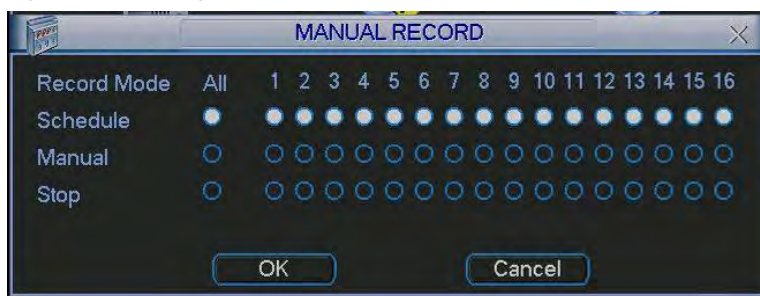 MANUAL RECORD
Record Mode All 1 2 3 4 5 6 7 8 9 10 11 12 13 14 15 16
Schedule
Manual
Stop
OK Cancel